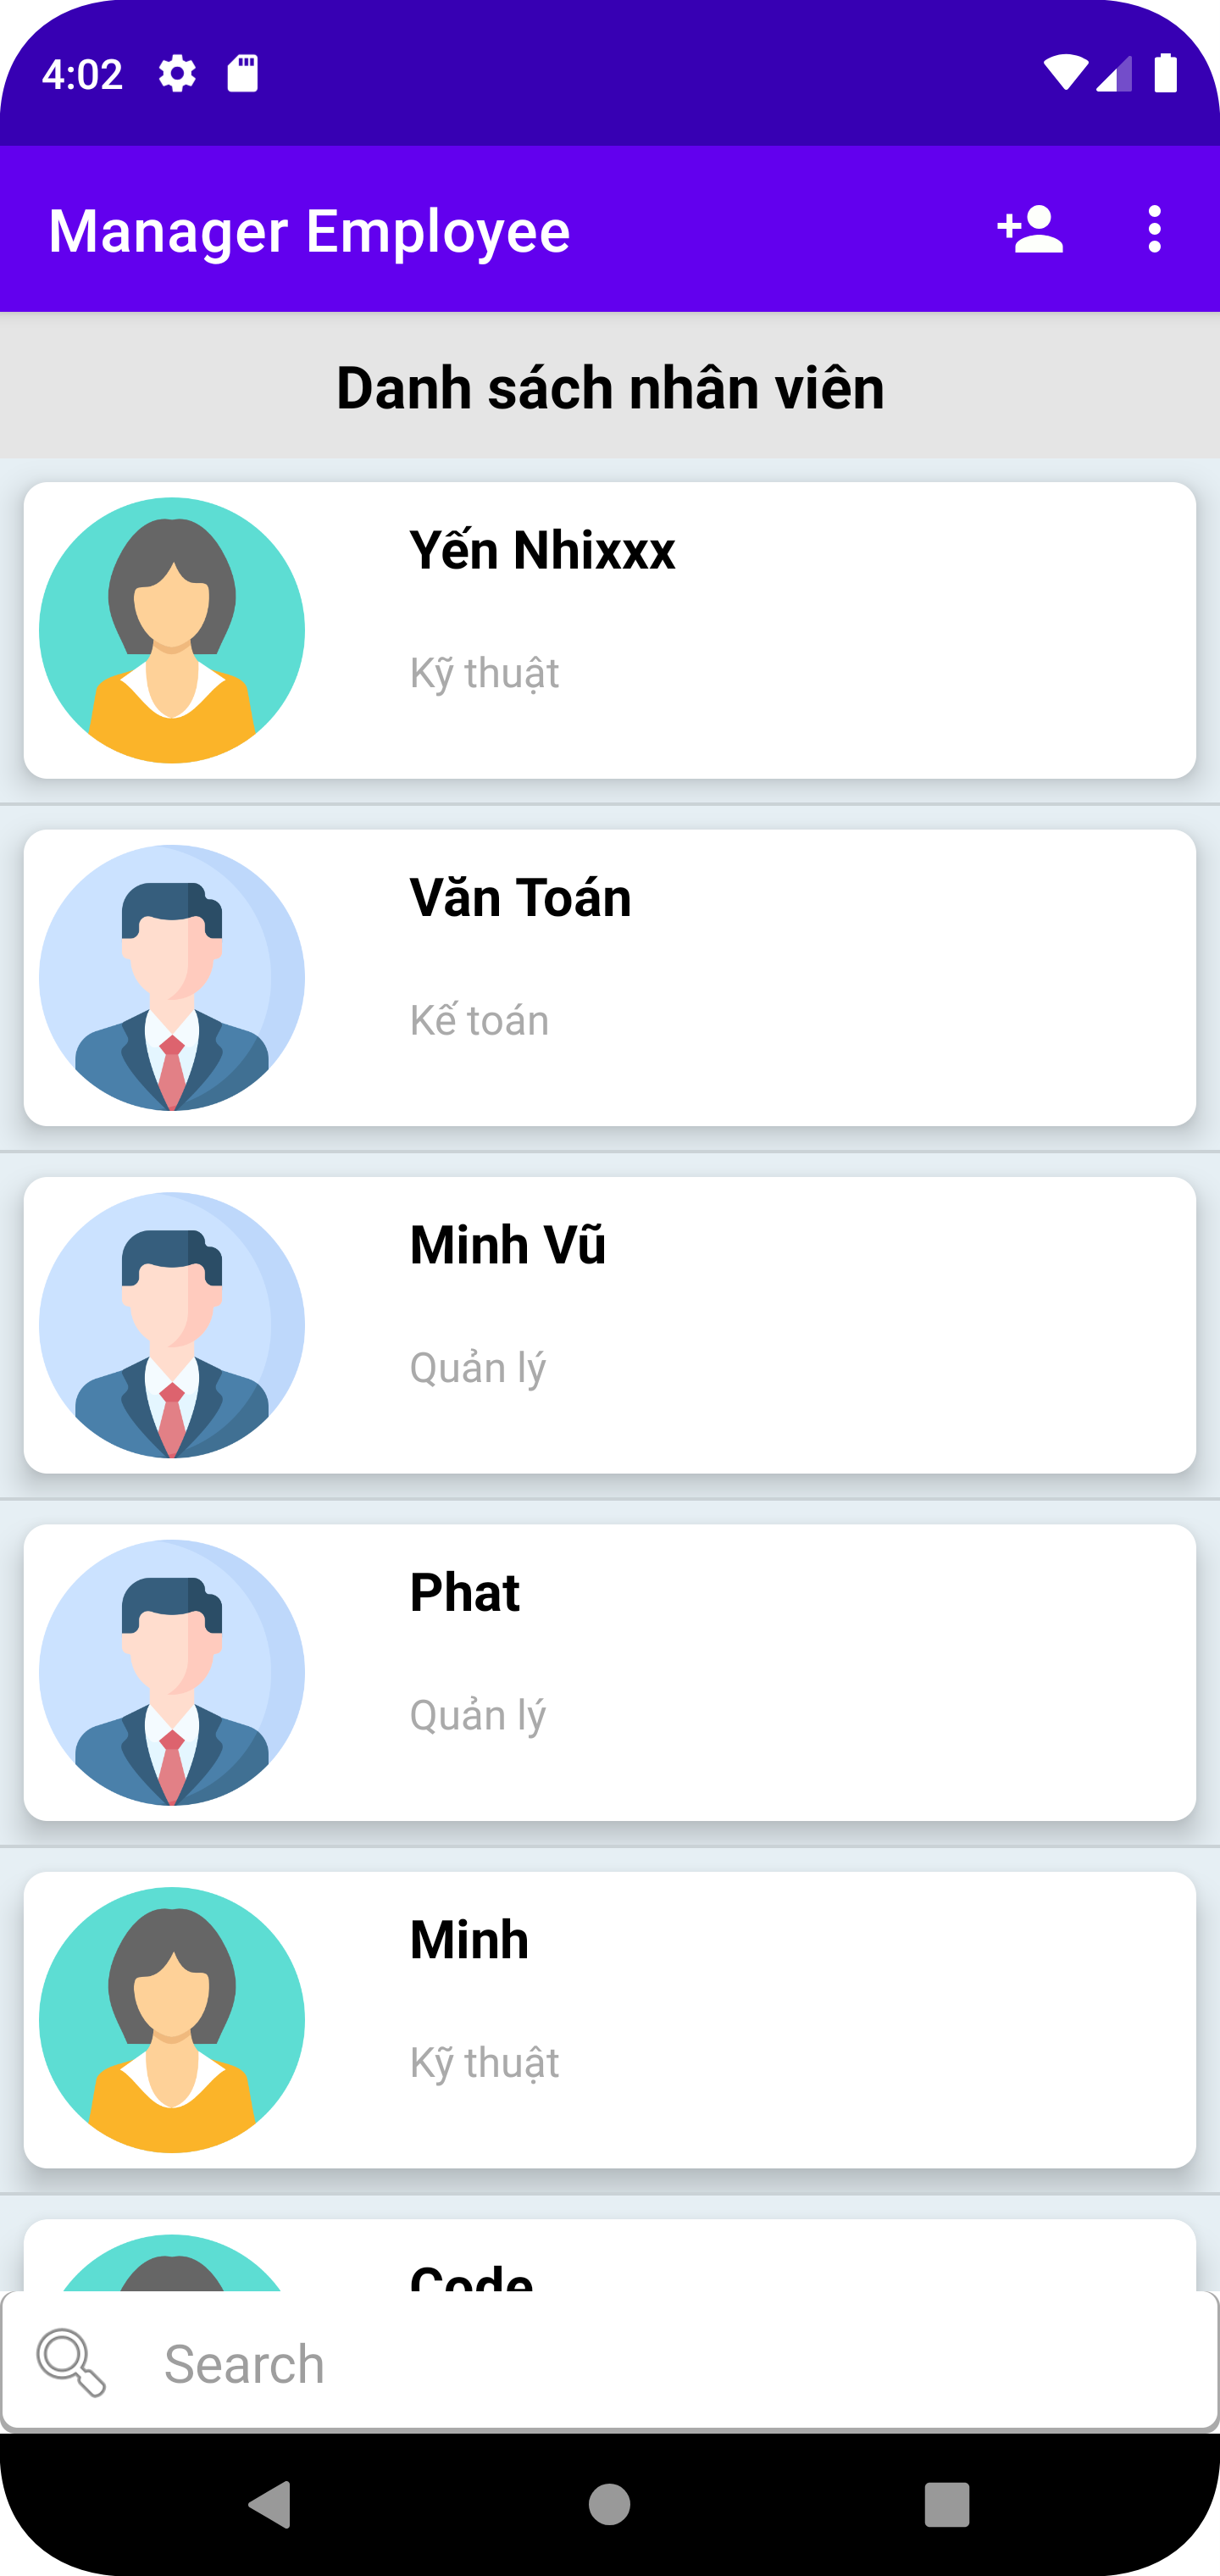 4:02
Manager Employee
Danh sách nhân viên
Yến Nhixxx
Kỹ thuật
Văn Toán
Kế toán
Minh Vũ
Quản lý
Phat
Quản lý
Minh
Kỹ thuật
Code
Search